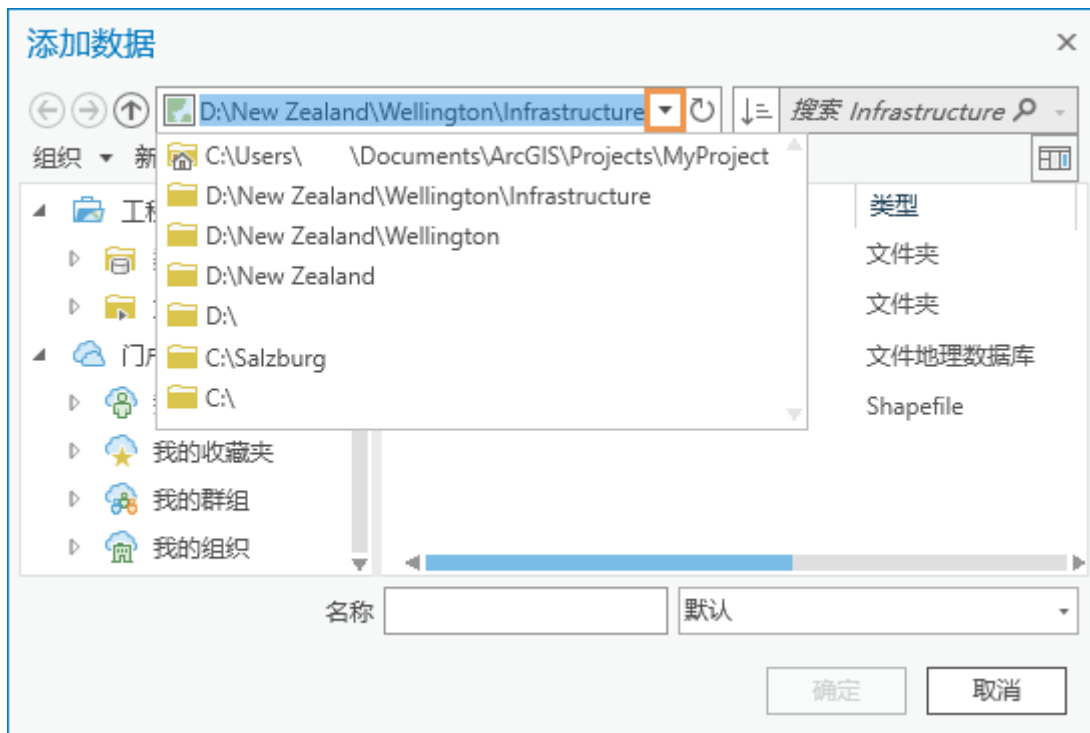 添加数据
D:\New Zealand\Wellington\Infrastructure 搜索 Infrastructure
组织 新
C:\Users\ \Documents\ArcGIS\Projects\MyProject
D:\New Zealand\Wellington\Infrastructure
D:\New Zealand\Wellington
D:\New Zealand
D:\
C:\Salzburg
C:\
类型
文件夹
文件夹
文件地理数据库
Shapefile
工程
我的收藏夹
我的群组
我的组织
名称 默认
确定 取消